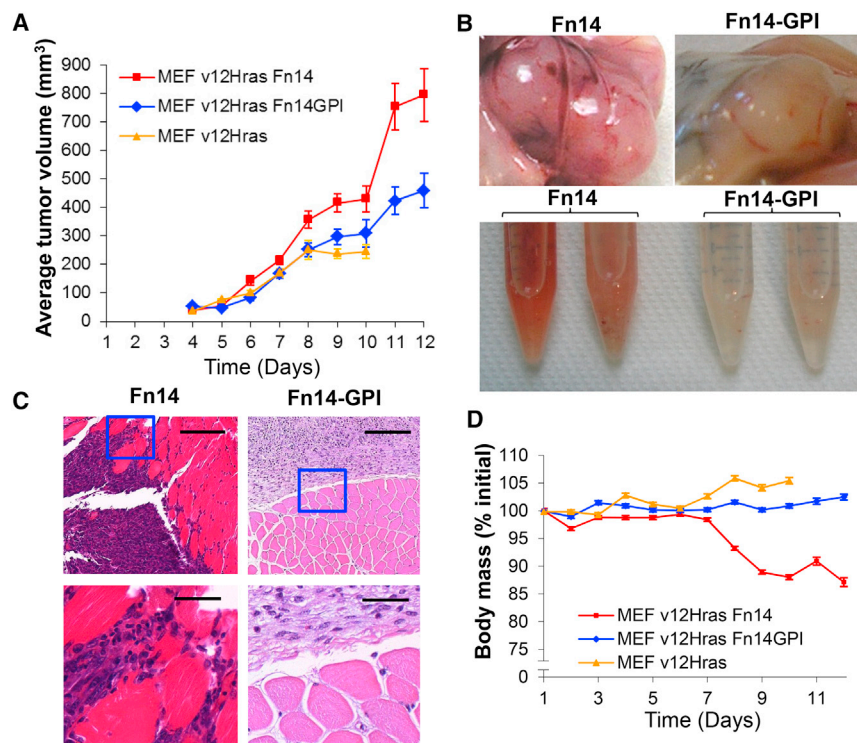 A
Average tumor volume (mm³)
900
800
700
600
500
400
300
200
100
0
MEF v12Hras Fn14
MEF v12Hras Fn14GPI
MEF v12Hras
1 2 3 4 5 6 7 8 9 10 11 12
Time (Days)
B
Fn14 Fn14-GPI
Fn14 Fn14-GPI
C
Fn14 Fn14-GPI
D
Body mass (% initial)
110
105
100
95
90
85
80
75
0
MEF v12Hras Fn14
MEF v12Hras Fn14GPI
MEF v12Hras
1 3 5 7 9 11
Time (Days)